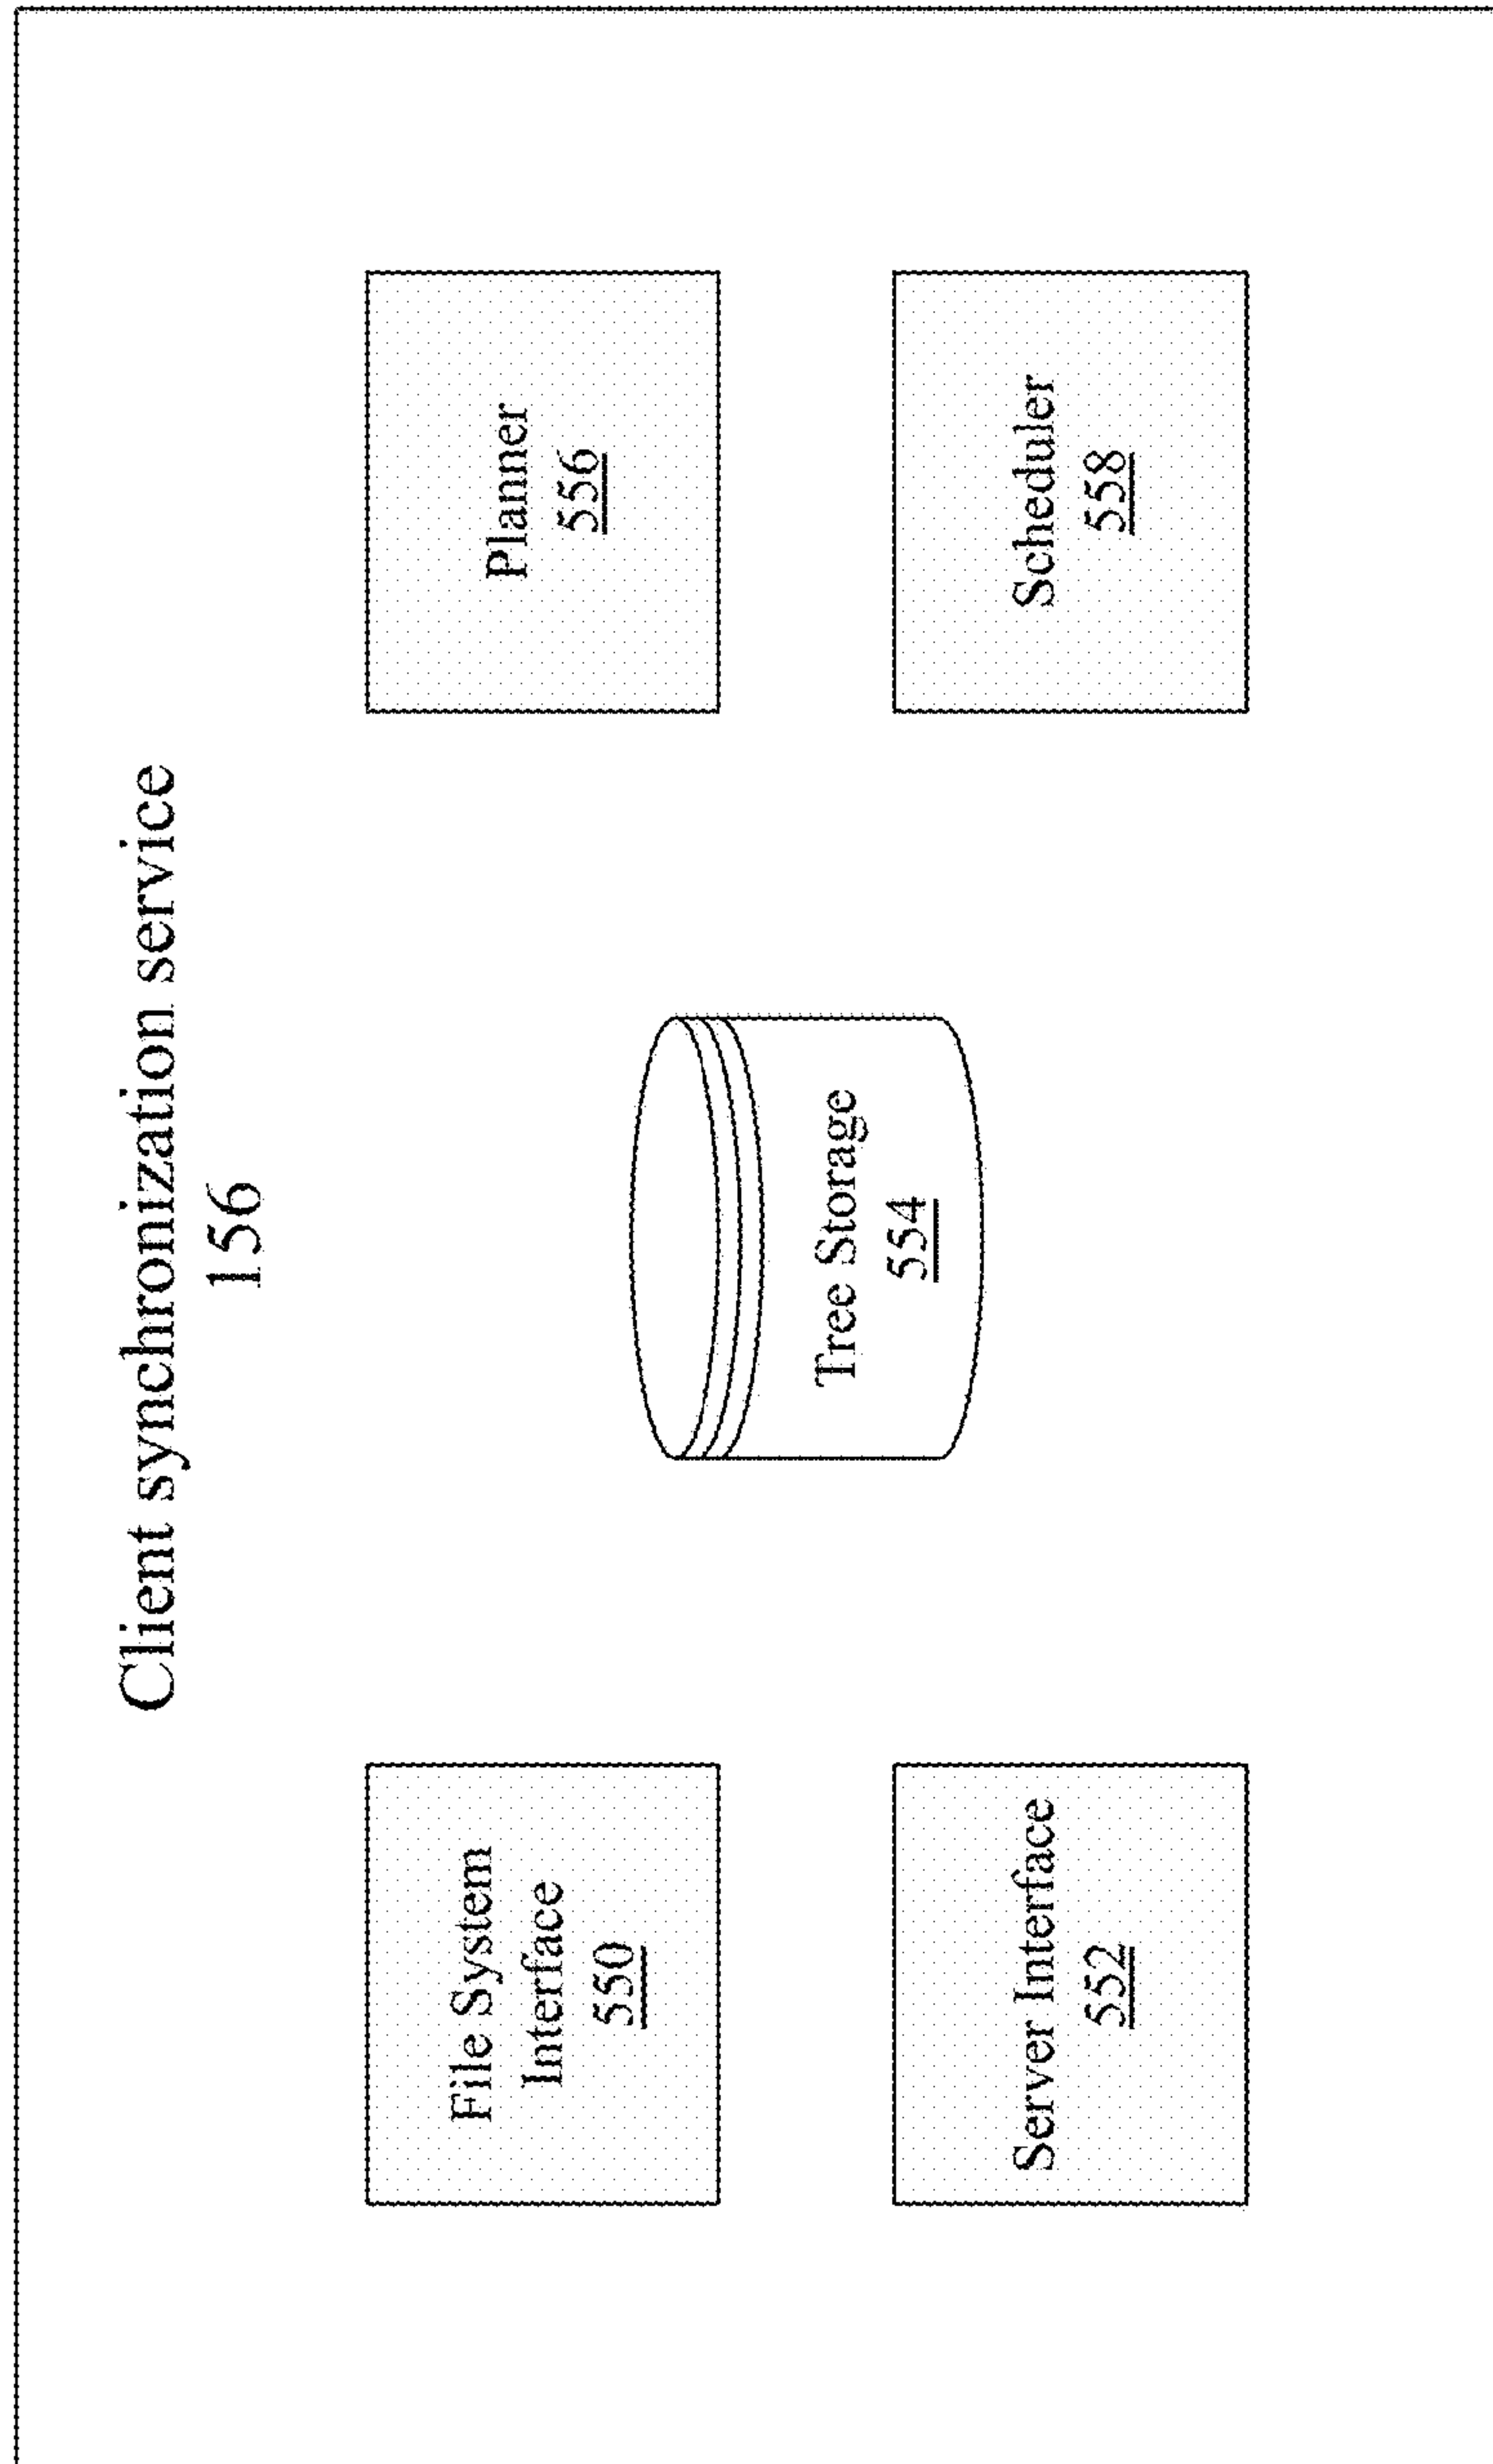 Client synchronization service
156
File System
Interface
550
Server Interface
552
Tree Storage
554
Planner
556
Scheduler
558